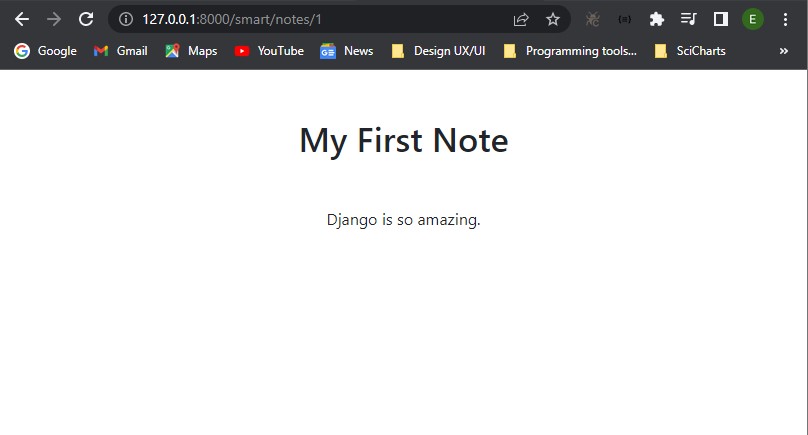 127.0.0.1:8000/smart/notes/1
E
Google Gmail Maps YouTube News Design UX/UI Programming tools... SciCharts »
My First Note
Django is so amazing.